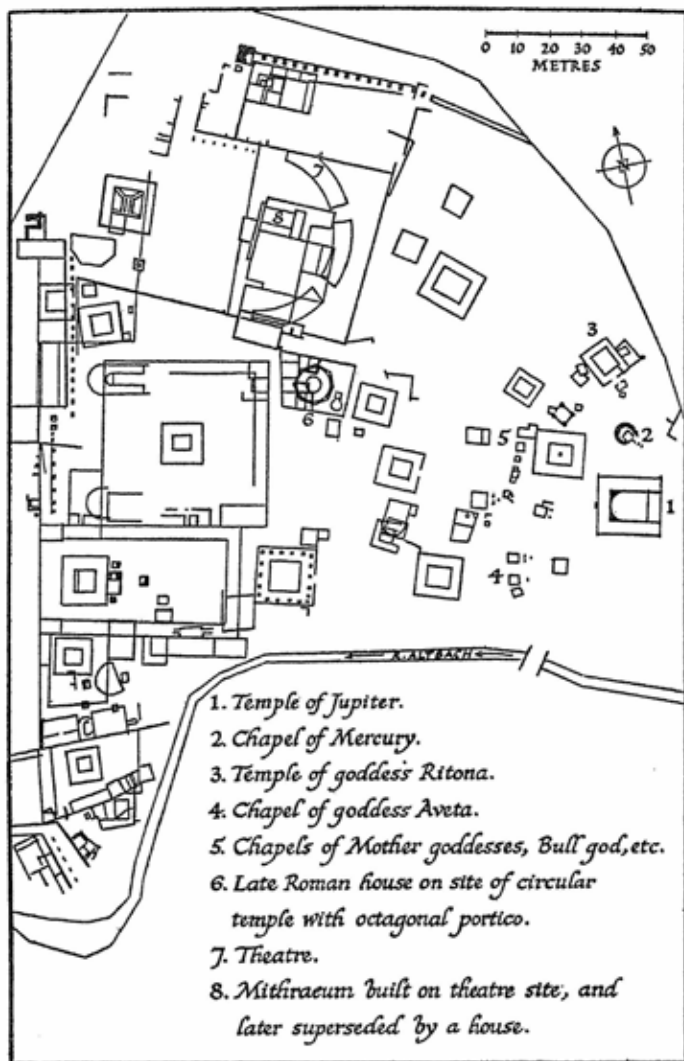 0 10 20 30 40 50
METRES
N
7
8
3
6
5
2
1
4
R. ALTBACH
1. Temple of Jupiter.
2. Chapel of Mercury.
3. Temple of goddess Ritona.
4. Chapel of goddess Aveta.
5. Chapels of Mother goddesses, Bull god, etc.
6. Late Roman house on site of circular
temple with octagonal portico.
7. Theatre.
8. Mithraeum built on theatre site, and
later superseded by a house.